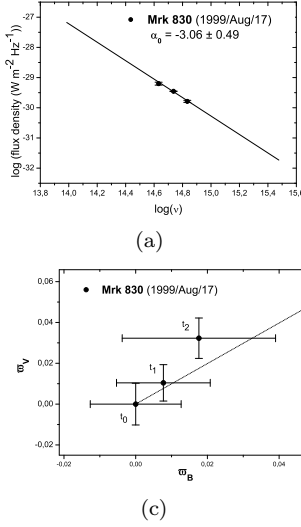 log (flux density (W m⁻² Hz⁻¹))
-27
-28
-29
-30
-31
-32
Mrk 830 (1999/Aug/17)
α₀ = -3.06 ± 0.49
13,8 14,0 14,2 14,4 14,6 14,8 15,0 15,2 15,4 15,6
log(ν)
(a)
ϖ_V
0,06
0,04
0,02
0,00
-0,02
Mrk 830 (1999/Aug/17)
t₂
t₁
t₀
-0,02 0,00 0,02 0,04
ϖ_B
(c)